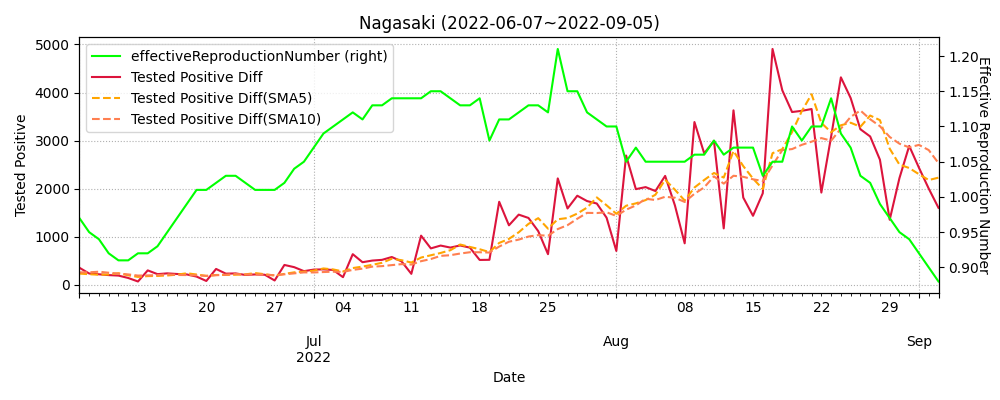 Nagasaki (2022-06-07~2022-09-05)
effectiveReproductionNumber (right)
Tested Positive Diff
Tested Positive Diff(SMA5)
Tested Positive Diff(SMA10)
Tested Positive
5000
4000
3000
2000
1000
0
Effective Reproduction Number
1.20
1.15
1.10
1.05
1.00
0.95
0.90
13 20 27 04 11 18 25 08 15 22 29
Jul Aug Sep
2022
Date